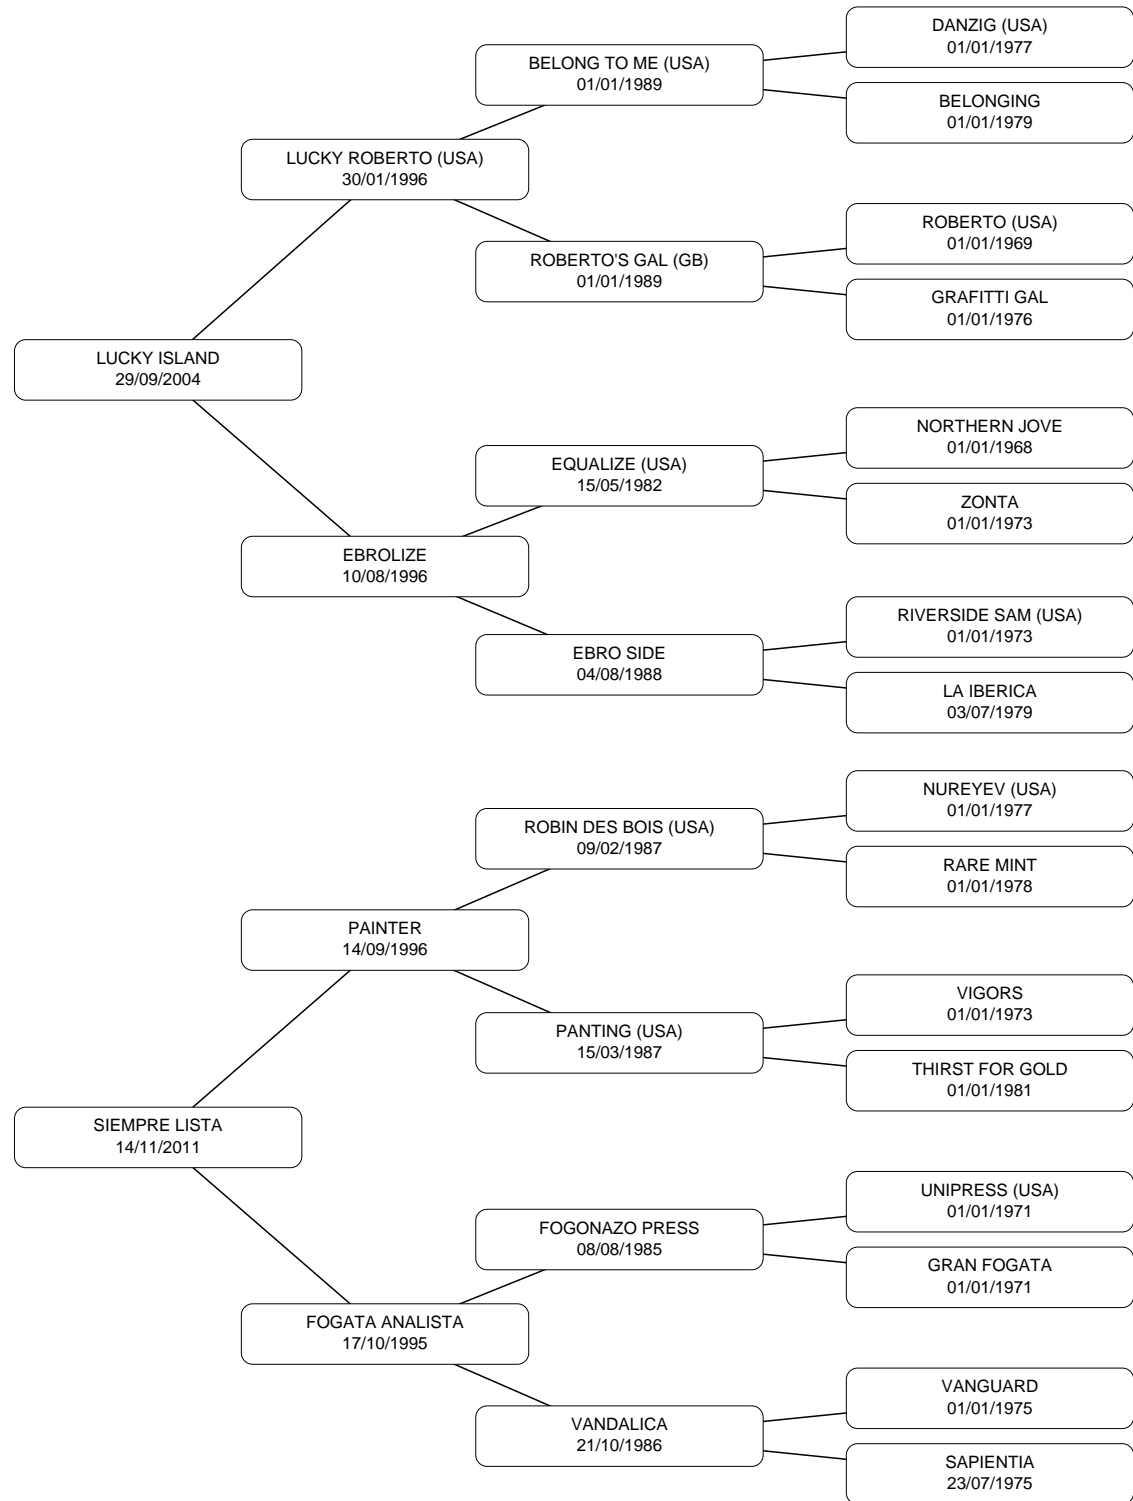 DANZIG (USA)
01/01/1977
BELONG TO ME (USA)
01/01/1989
BELONGING
01/01/1979
LUCKY ROBERTO (USA)
30/01/1996
ROBERTO (USA)
01/01/1969
ROBERTO'S GAL (GB)
01/01/1989
GRAFITTI GAL
01/01/1976
LUCKY ISLAND
29/09/2004
NORTHERN JOVE
01/01/1968
EQUALIZE (USA)
15/05/1982
ZONTA
01/01/1973
EBROLIZE
10/08/1996
RIVERSIDE SAM (USA)
01/01/1973
EBRO SIDE
04/08/1988
LA IBERICA
03/07/1979
NUREYEV (USA)
01/01/1977
ROBIN DES BOIS (USA)
09/02/1987
RARE MINT
01/01/1978
PAINTER
14/09/1996
VIGORS
01/01/1973
PANTING (USA)
15/03/1987
THIRST FOR GOLD
01/01/1981
SIEMPRE LISTA
14/11/2011
UNIPRESS (USA)
01/01/1971
FOGONAZO PRESS
08/08/1985
GRAN FOGATA
01/01/1971
FOGATA ANALISTA
17/10/1995
VANGUARD
01/01/1975
VANDALICA
21/10/1986
SAPIENTIA
23/07/1975